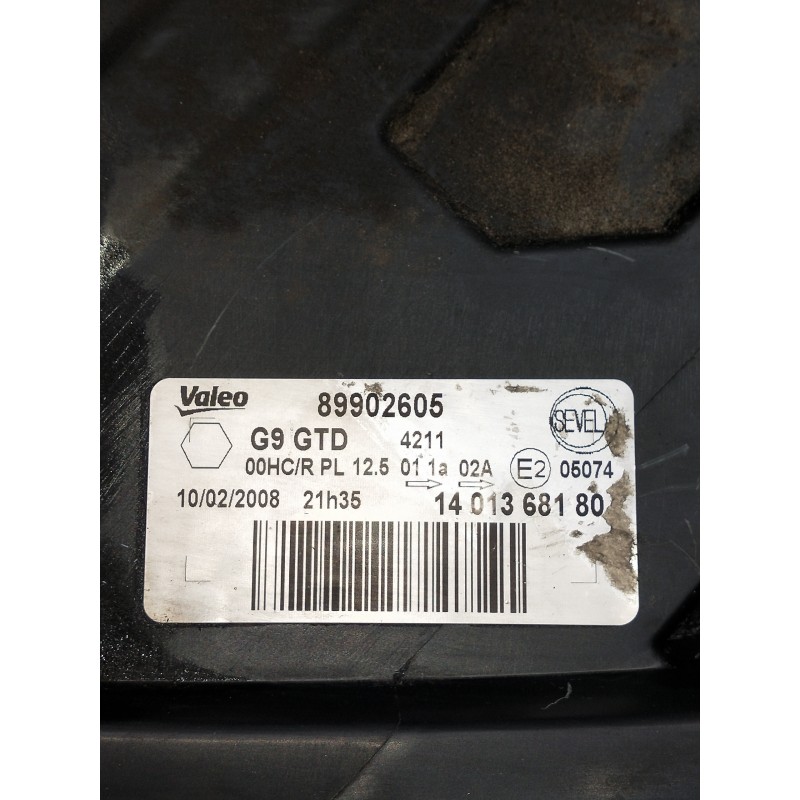 Valeo 89902605 SEVEL
G9 GTD 4211
00HC/R PL 12.5 01 1a 02A E2 05074
10/02/2008 21h35 14 013 681 80